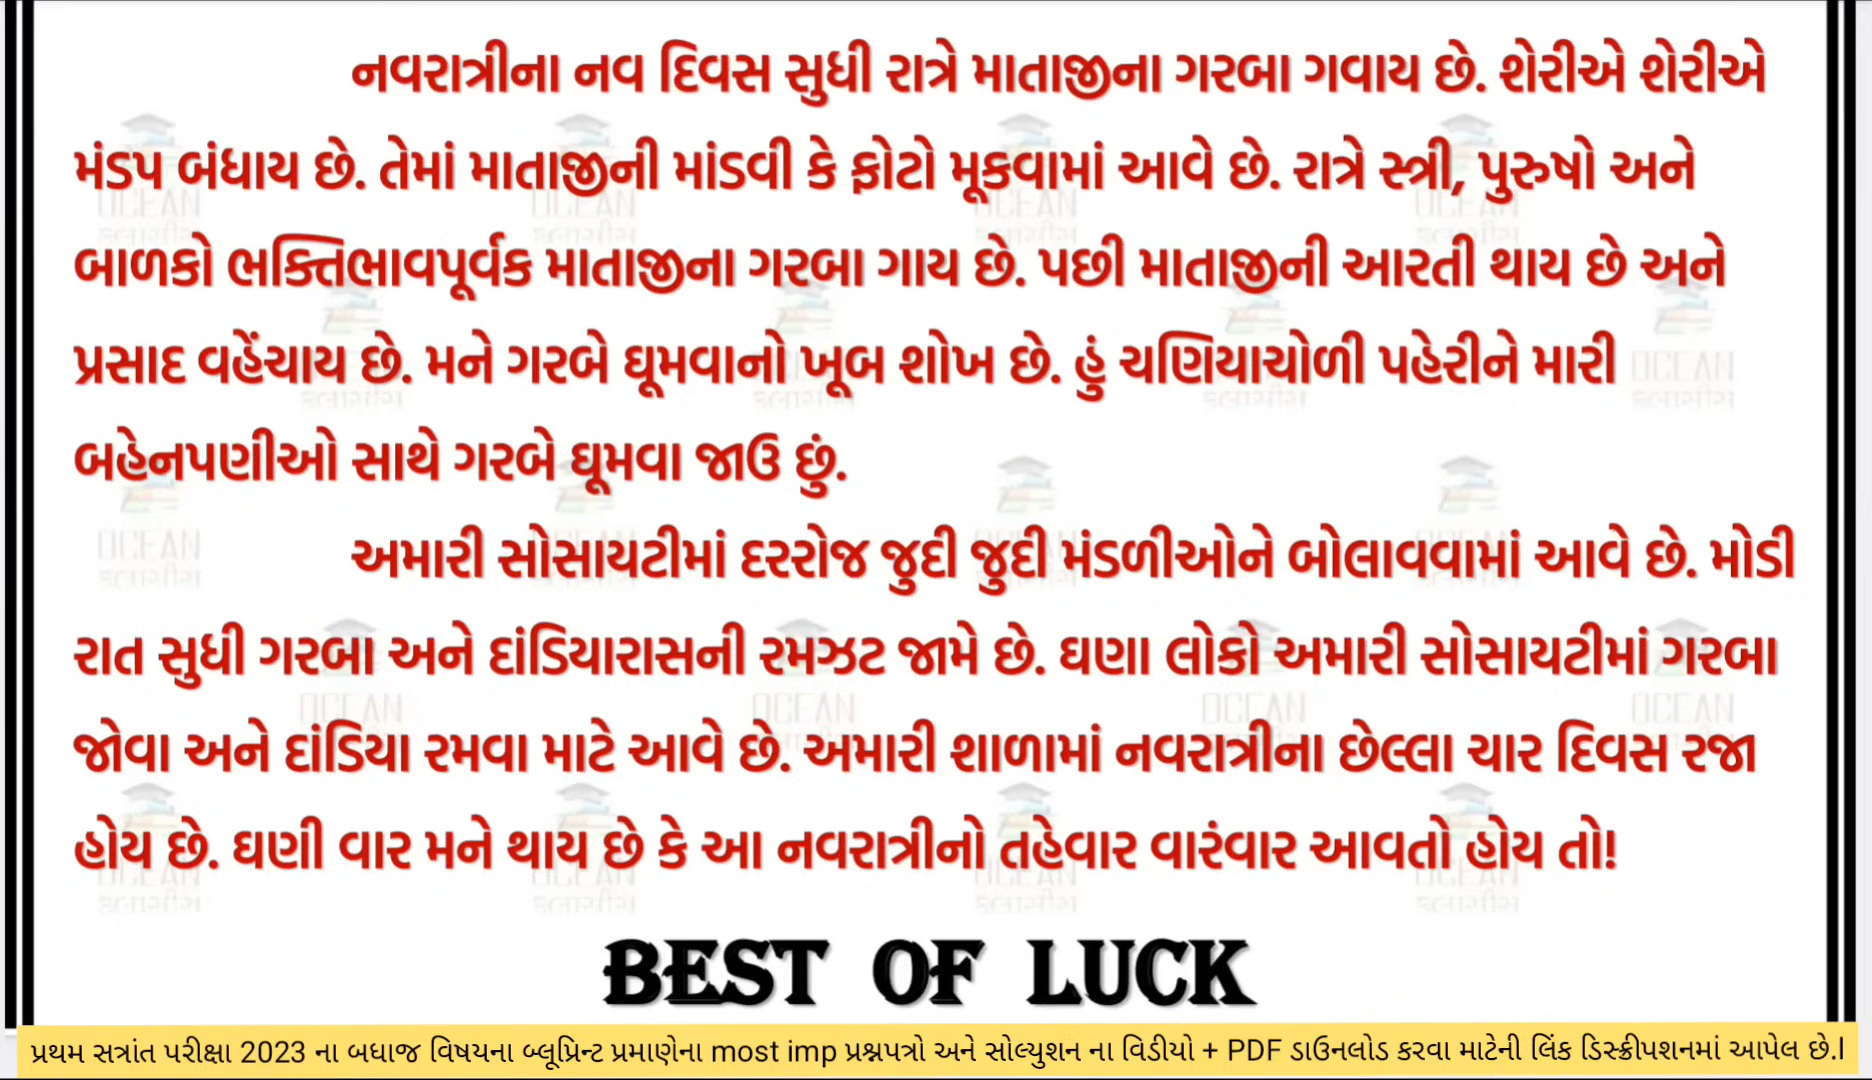 નવરાત્રીના નવ દિવસ સુધી રાત્રે માતાજીના ગરબા ગવાય છે. શેરીએ શેરીએ
મંડપ બંધાય છે. તેમાં માતાજીની માંડવી કે ફોટો મૂકવામાં આવે છે. રાત્રે સ્ત્રી, પુરુષો અને
બાળકો ભક્તિભાવપૂર્વક માતાજીના ગરબા ગાય છે. પછી માતાજીની આરતી થાય છે અને
પ્રસાદ વહેંચાય છે. મને ગરબે ઘૂમવાનો ખૂબ શોખ છે. હું ચણિયાચોળી પહેરીને મારી
બહેનપણીઓ સાથે ગરબે ઘૂમવા જાઉ છું.
અમારી સોસાયટીમાં દરરોજ જુદી જુદી મંડળીઓને બોલાવવામાં આવે છે. મોડી
રાત સુધી ગરબા અને દાંડિયારાસની રમઝટ જામે છે. ઘણા લોકો અમારી સોસાયટીમાં ગરબા
જોવા અને દાંડિયા રમવા માટે આવે છે. અમારી શાળામાં નવરાત્રીના છેલ્લા ચાર દિવસ રજા
હોય છે. ઘણી વાર મને થાય છે કે આ નવરાત્રીનો તહેવાર વારંવાર આવતો હોય તો!
BEST OF LUCK
પ્રથમ સત્રાંત પરીક્ષા 2023 ના બધાજ વિષયના બ્લૂપ્રિન્ટ પ્રમાણેના most imp પ્રશ્નપત્રો અને સોલ્યુશન ના વિડીયો + PDF ડાઉનલોડ કરવા માટેની લિંક ડિસ્ક્રીપશનમાં આપેલ છે.l